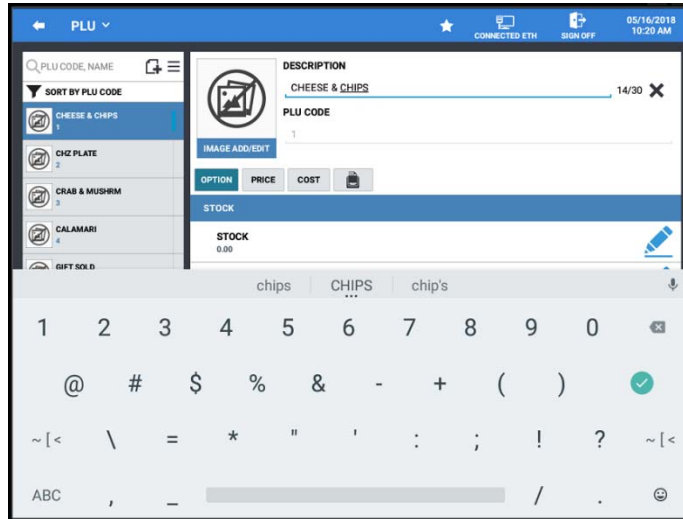 PLU
CONNECTED ETH
SIGN OFF
05/16/2018
10:20 AM
PLU CODE, NAME
SORT BY PLU CODE
CHEESE & CHIPS
1
CHZ PLATE
2
CRAB & MUSHRM
3
CALAMARI
4
GIFT SOLD
IMAGE ADD/EDIT
DESCRIPTION
CHEESE & CHIPS
14/30
PLU CODE
1
OPTION PRICE COST
STOCK
STOCK
0.00
chips CHIPS chip's
1 2 3 4 5 6 7 8 9 0
@ # $ % & - + ( )
~ [ < \ = * " ' : ; ! ? ~ [ <
ABC , _ / .